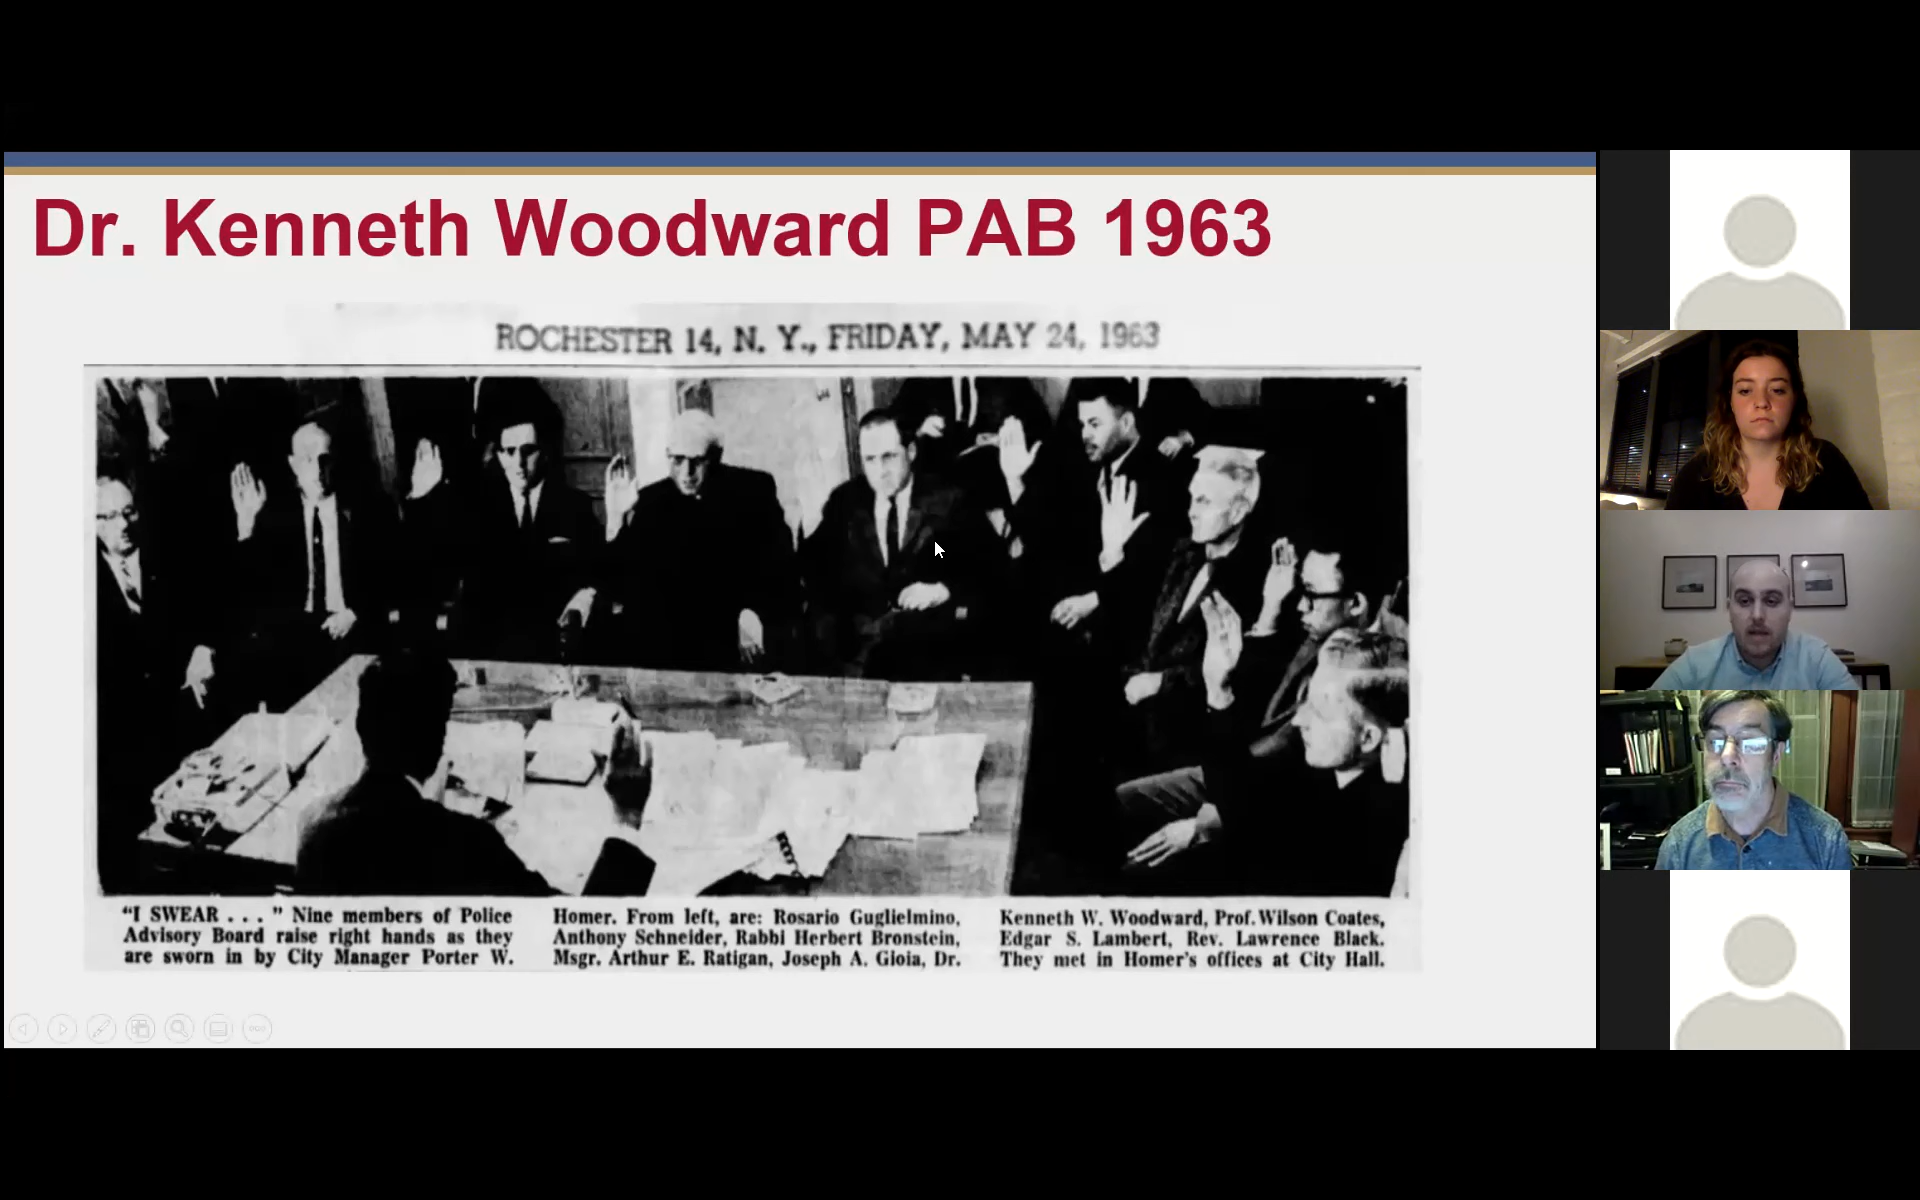 Dr. Kenneth Woodward PAB 1963
ROCHESTER 14, N. Y., FRIDAY, MAY 24, 1963
“I SWEAR . . . ” Nine members of Police
Advisory Board raise right hands as they
are sworn in by City Manager Porter W.
Homer. From left, are: Rosario Guglielmino,
Anthony Schneider, Rabbi Herbert Bronstein,
Msgr. Arthur E. Ratigan, Joseph A. Gioia, Dr.
Kenneth W. Woodward, Prof. Wilson Coates,
Edgar S. Lambert, Rev. Lawrence Black.
They met in Homer's offices at City Hall.